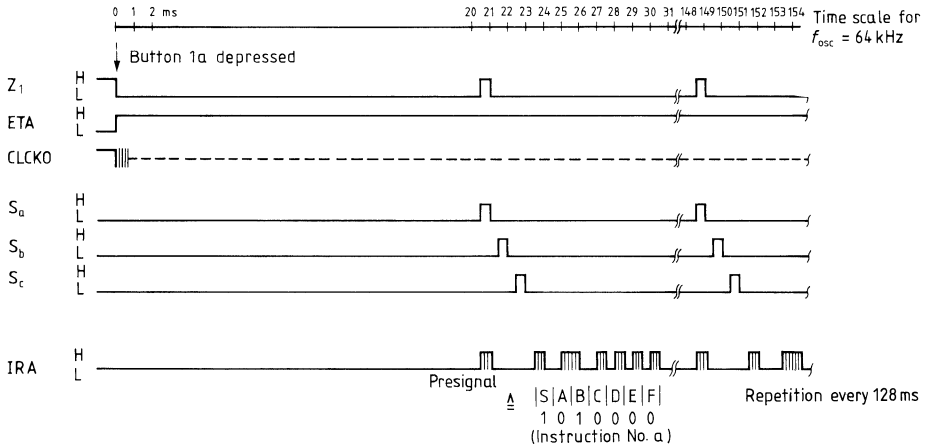 0 1 2 ms 20 21 22 23 24 25 26 27 28 29 30 31 148 149 150 151 152 153 154 Time scale for
fosc = 64 kHz
Button 1a depressed
Z1 H
L
ETA H
L
CLCKO
Sa H
L
Sb H
L
Sc H
L
IRA H
L
Presignal
≙ |S|A|B|C|D|E|F| Repetition every 128 ms
1 0 1 0 0 0 0
(Instruction No. a)